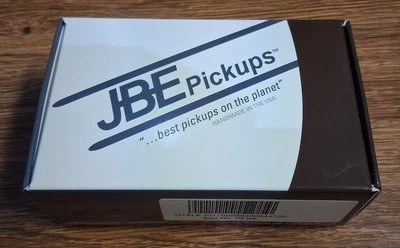 JBE Pickups™
"...best pickups on the planet"
HANDMADE IN THE USA